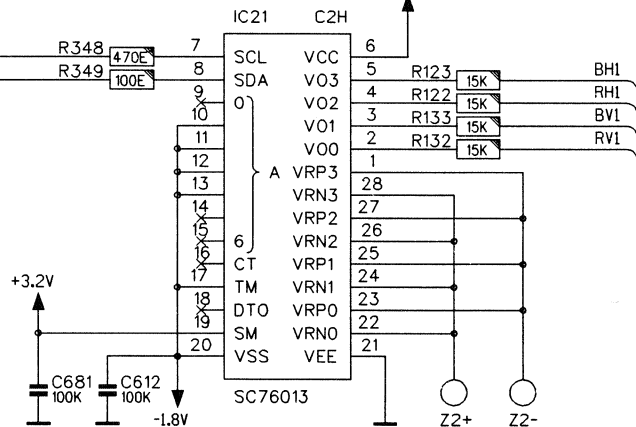 IC21 C2H
R348 470E 7 SCL VCC 6
R349 100E 8 SDA VO3 5 R123 15K BH1
9 0 VO2 4 R122 15K RH1
10 VO1 3 R133 15K BV1
11 VO0 2 R132 15K RV1
12 A VRP3 1
13 VRN3 28
14 VRP2 27
15 6 VRN2 26
16 CT VRP1 25
17 TM VRN1 24
+3.2V
18 DTO VRP0 23
19 SM VRN0 22
20 VSS VEE 21
C681 100K
C612 100K
-1.8V
SC76013
Z2+ Z2-